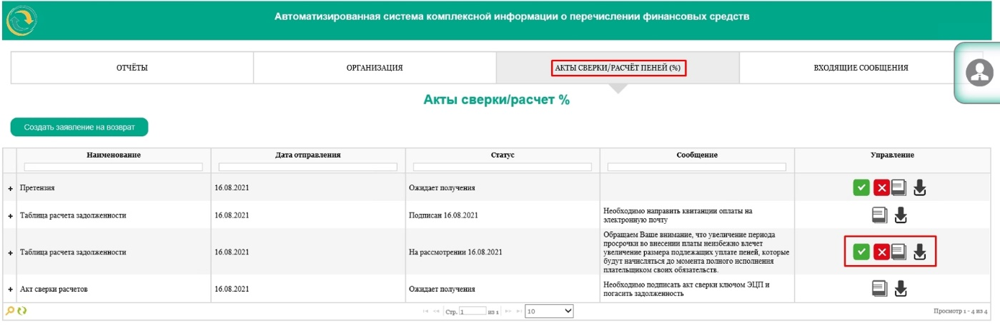 Автоматизированная система комплексной информации о перечислении финансовых средств
ОТЧЁТЫ
ОРГАНИЗАЦИЯ
АКТЫ СВЕРКИ/РАСЧЁТ ПЕНЕЙ (%)
ВХОДЯЩИЕ СООБЩЕНИЯ
Акты сверки/расчет %
Создать заявление на возврат
Наименование
Дата отправления
Статус
Сообщение
Управление
+ Претензия
16.08.2021
Ожидает получения
+ Таблица расчета задолженности
16.08.2021
Подписан 16.08.2021
Необходимо направить квитанции оплаты на
электронную почту
+ Таблица расчета задолженности
16.08.2021
На рассмотрении 16.08.2021
Обращаем Ваше внимание, что увеличение периода
просрочки во внесении платы неизбежно влечет
увеличение размера подлежащих уплате пеней, которые
будут начисляться до момента полного исполнения
плательщиком своих обязательств.
+ Акт сверки расчетов
16.08.2021
Ожидает получения
Необходимо подписать акт сверки ключом ЭЦП и
погасить задолженность
Стр. 1 из 1
10
Просмотр 1 - 4 из 4